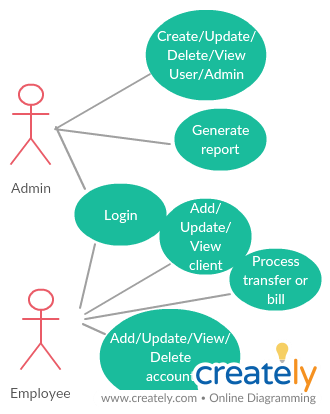 Create/Update/
Delete/View
User/Admin
Generate
report
Admin
Login
Add/
Update/
View
client
Process
transfer or
bill
Add/Update/View/
Delete
account
Employee
creately
www.creately.com • Online Diagramming